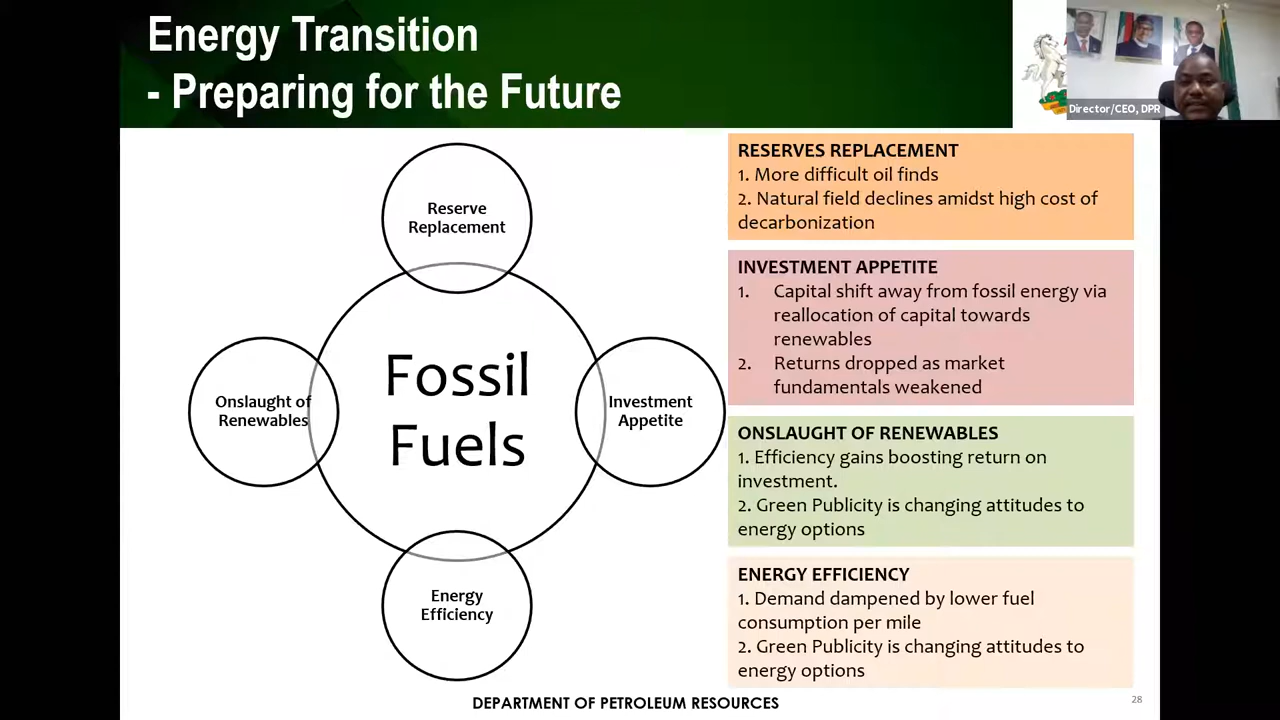 Energy Transition
- Preparing for the Future
Director/CEO, DPR
Reserve
Replacement
Onslaught of
Renewables
Fossil
Fuels
Investment
Appetite
Energy
Efficiency
RESERVES REPLACEMENT
1. More difficult oil finds
2. Natural field declines amidst high cost of
decarbonization
INVESTMENT APPETITE
1. Capital shift away from fossil energy via
reallocation of capital towards
renewables
2. Returns dropped as market
fundamentals weakened
ONSLAUGHT OF RENEWABLES
1. Efficiency gains boosting return on
investment.
2. Green Publicity is changing attitudes to
energy options
ENERGY EFFICIENCY
1. Demand dampened by lower fuel
consumption per mile
2. Green Publicity is changing attitudes to
energy options
DEPARTMENT OF PETROLEUM RESOURCES
28